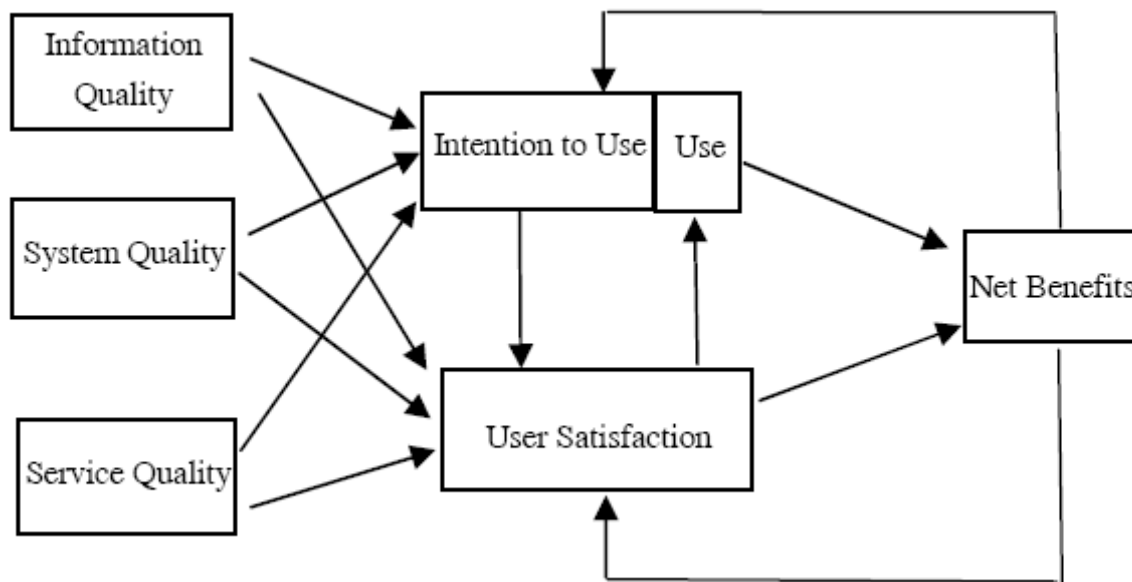 Information
Quality
Intention to Use
Use
System Quality
Net Benefits
User Satisfaction
Service Quality